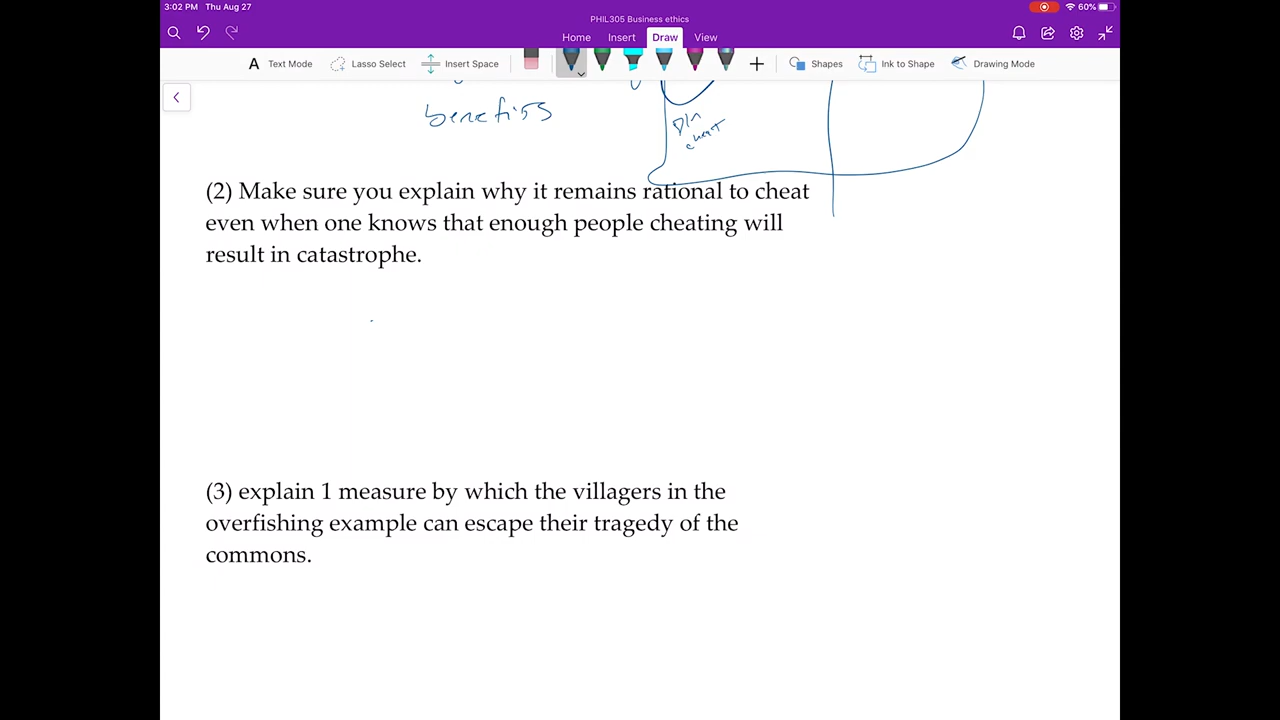 3:02 PM Thu Aug 27
60%
PHIL305 Business ethics
Home Insert Draw View
A Text Mode Lasso Select Insert Space Shapes Ink to Shape Drawing Mode
benefits
cheat
(2) Make sure you explain why it remains rational to cheat
even when one knows that enough people cheating will
result in catastrophe.
(3) explain 1 measure by which the villagers in the
overfishing example can escape their tragedy of the
commons.